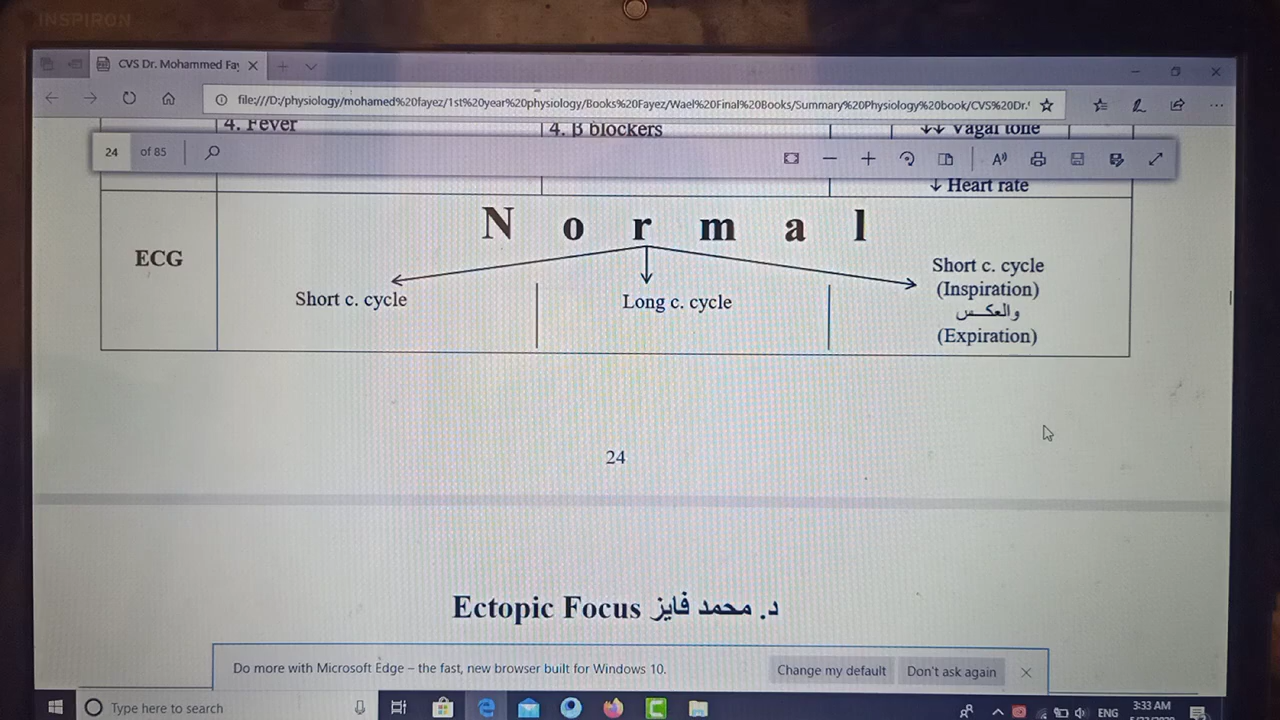 INSPIRON
CVS Dr. Mohammed Fay
file:///D:/physiology/mohamed%20fayez/1st%20year%20physiology/Books%20Fayez/Wael%20Final%20Books/Summary%20Physiology%20book/CVS%20Dr.
4. Fever
4. B blockers
↓↓ Vagal tone
24 of 85
↓ Heart rate
ECG
N o r m a l
Short c. cycle
Long c. cycle
Short c. cycle
(Inspiration)
والعكس
(Expiration)
24
Ectopic Focus د. محمد فايز
Do more with Microsoft Edge – the fast, new browser built for Windows 10.
Change my default
Don't ask again
Type here to search
ENG
3:33 AM